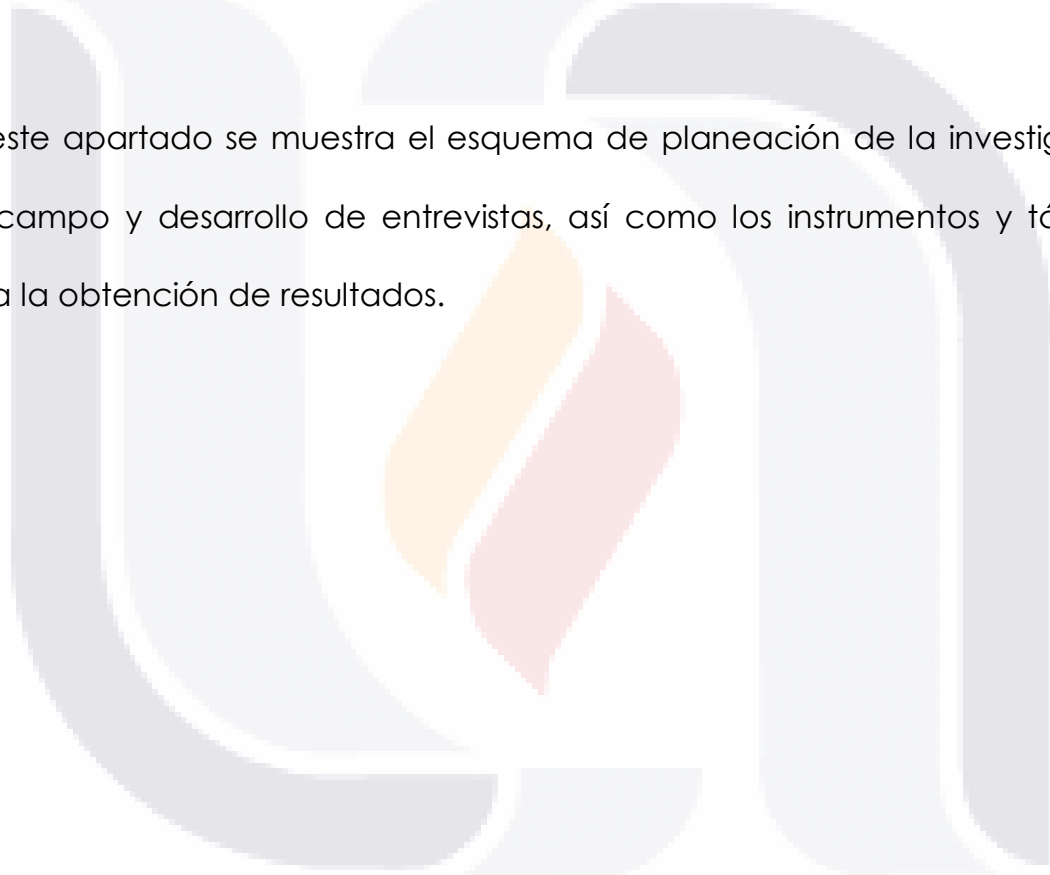 este apartado se muestra el esquema de planeación de la investig
campo y desarrollo de entrevistas, así como los instrumentos y
a la obtención de resultados.